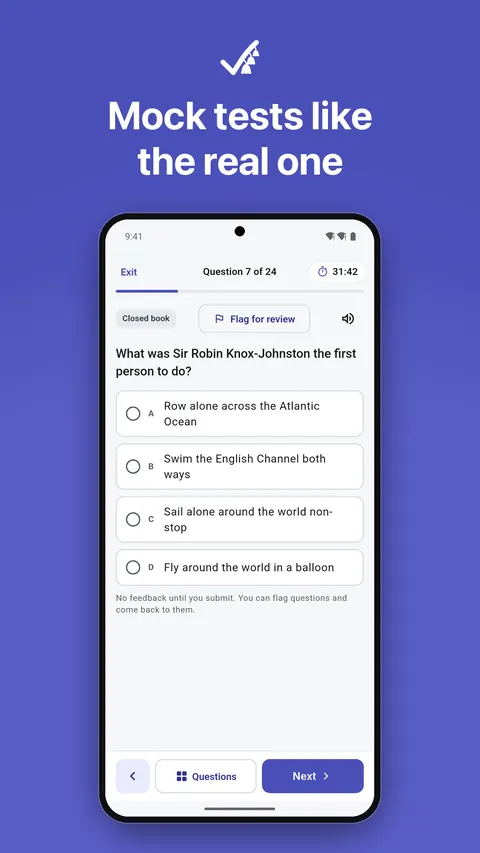 Mock tests like
the real one
9:41
Exit
Question 7 of 24
31:42
Closed book
Flag for review
What was Sir Robin Knox-Johnston the first
person to do?
A
Row alone across the Atlantic
Ocean
B
Swim the English Channel both
ways
C
Sail alone around the world non-
stop
D
Fly around the world in a balloon
No feedback until you submit. You can flag questions and
come back to them.
Questions
Next